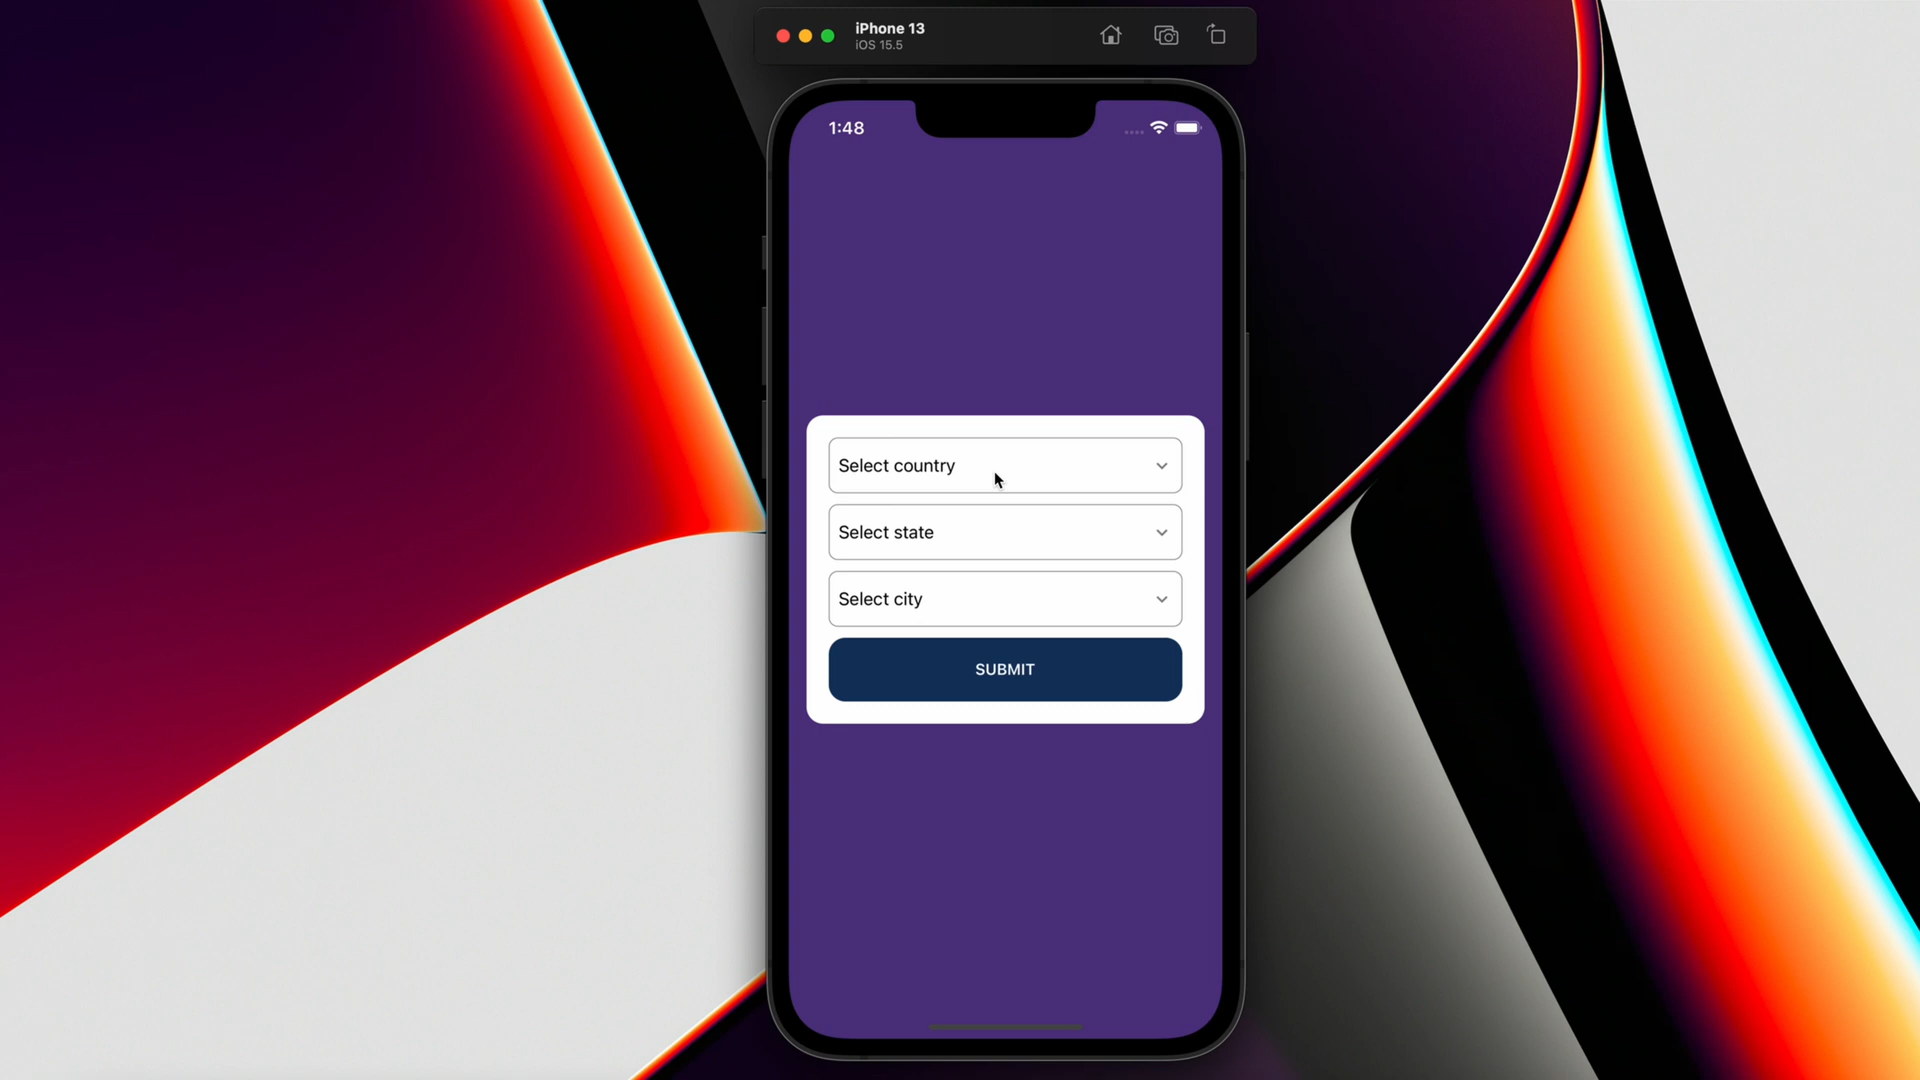 iPhone 13
iOS 15.5
1:48
Select country
Select state
Select city
SUBMIT